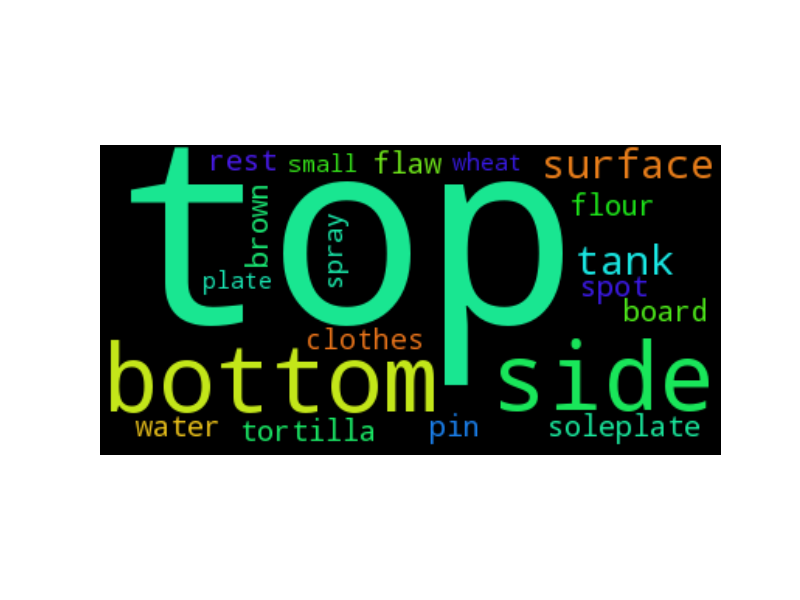 rest small flaw wheat surface
top
brown
spray
flour
plate
tank
spot
board
clothes
bottom
side
water tortilla pin soleplate